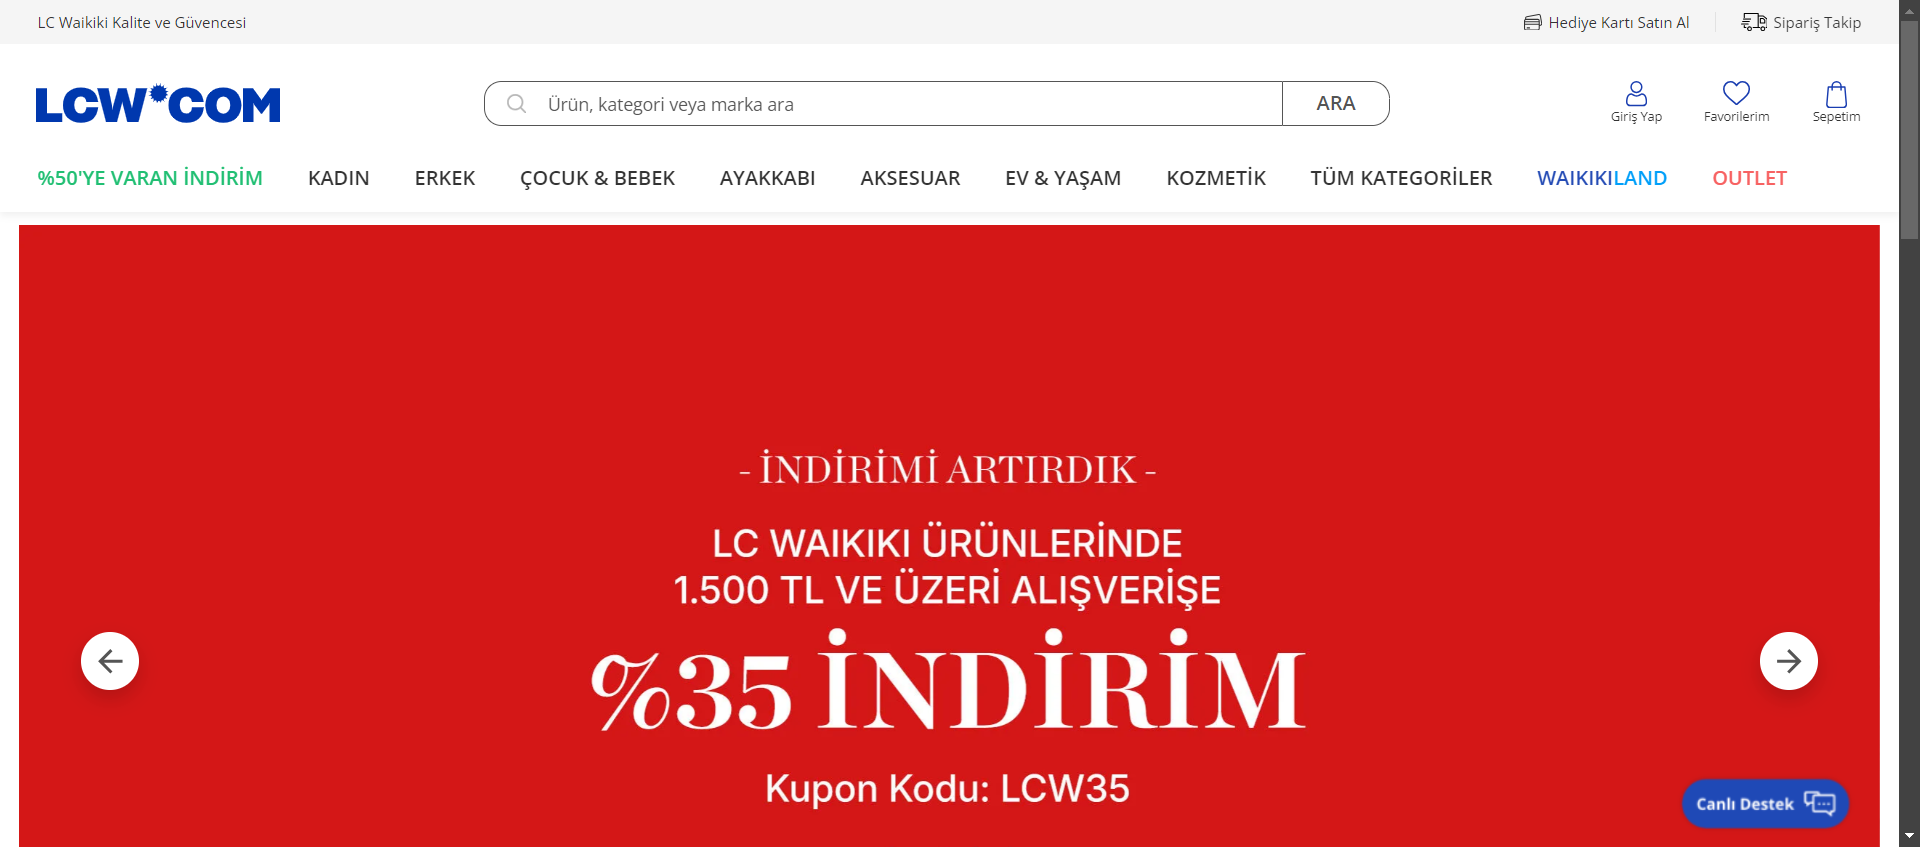 LC Waikiki Kalite ve Güvencesi
Hediye Kartı Satın Al
Sipariş Takip
LCW COM
Ürün, kategori veya marka ara
ARA
Giriş Yap
Favorilerim
Sepetim
%50'YE VARAN İNDİRİM KADIN ERKEK ÇOCUK & BEBEK AYAKKABI AKSESUAR EV & YAŞAM KOZMETİK TÜM KATEGORİLER WAIKIKILAND OUTLET
- İNDİRİMİ ARTIRDIK -
LC WAIKIKI ÜRÜNLERİNDE
1.500 TL VE ÜZERİ ALIŞVERİŞE
%35 İNDİRİM
Kupon Kodu: LCW35
Canlı Destek